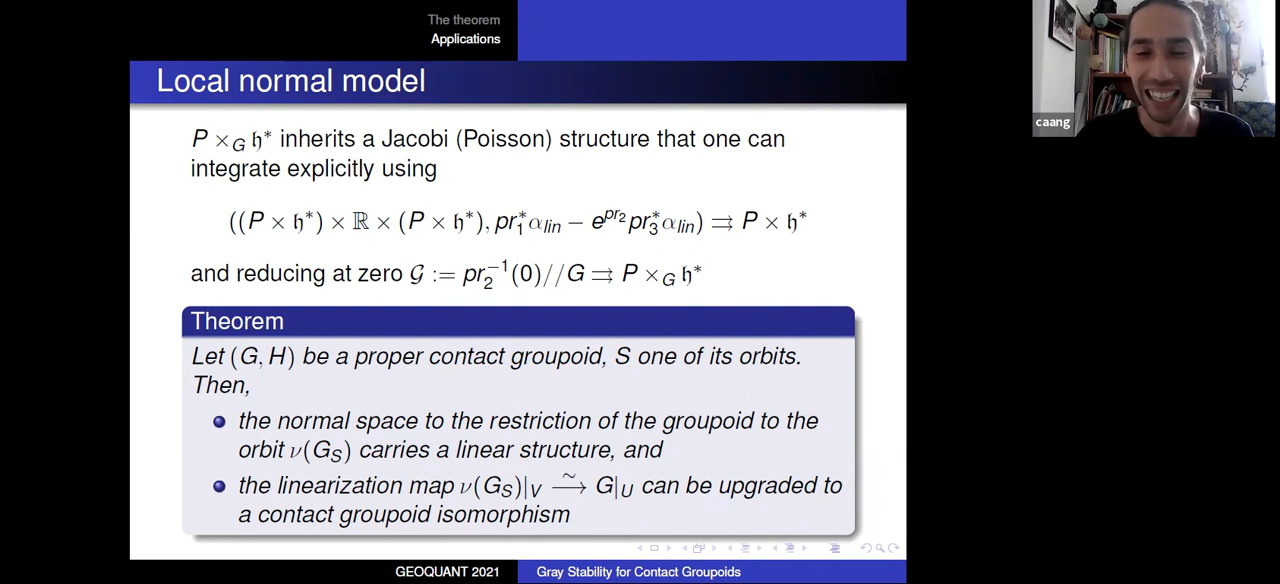 The theorem
Applications
Local normal model
P ×_G 𝔥* inherits a Jacobi (Poisson) structure that one can
integrate explicitly using
((P × 𝔥*) × ℝ × (P × 𝔥*), pr₁*α_lin − e^{pr₂}pr₃*α_lin) ⇉ P × 𝔥*
and reducing at zero 𝒢 := pr₂⁻¹(0)//G ⇉ P ×_G 𝔥*
Theorem
Let (G, H) be a proper contact groupoid, S one of its orbits.
Then,
the normal space to the restriction of the groupoid to the
orbit ν(G_S) carries a linear structure, and
the linearization map ν(G_S)|_V ⥲ G|_U can be upgraded to
a contact groupoid isomorphism
GEOQUANT 2021
Gray Stability for Contact Groupoids
caang